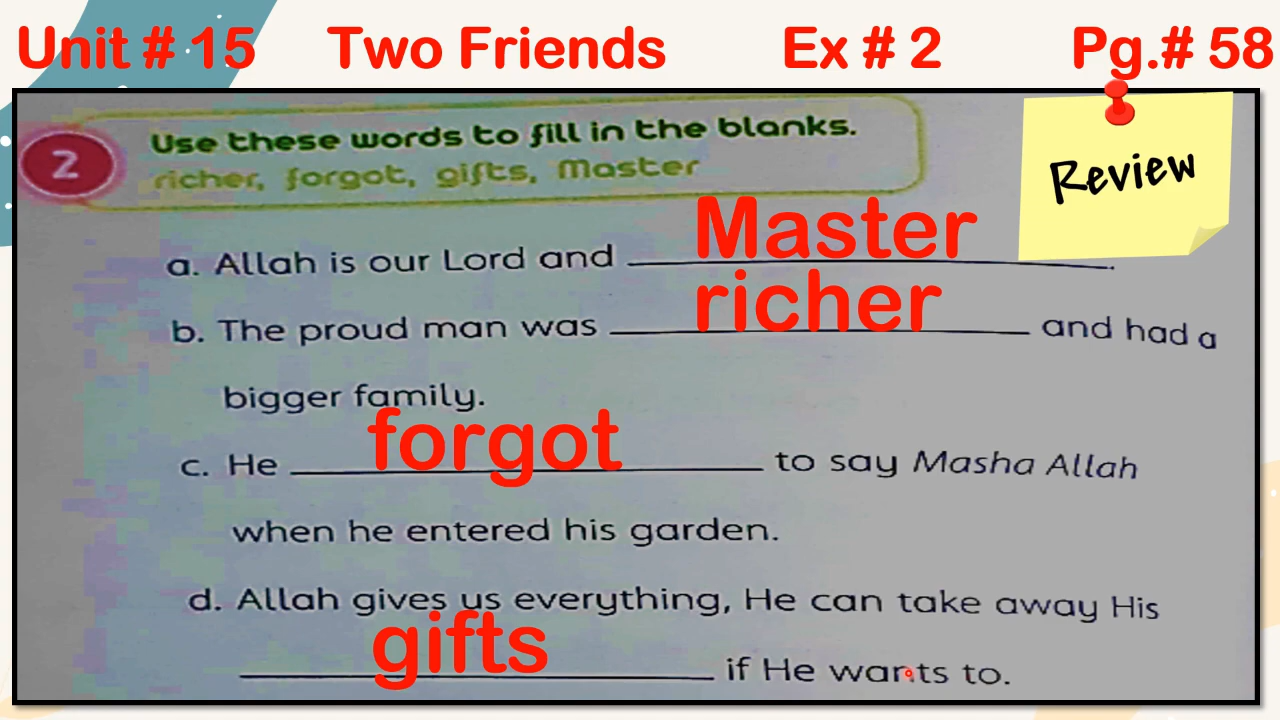 Unit # 15 Two Friends Ex # 2 Pg.# 58
Review
2 Use these words to fill in the blanks.
richer, forgot, gifts, Master
a. Allah is our Lord and Master.
b. The proud man was richer and had a
bigger family.
c. He forgot to say Masha Allah
when he entered his garden.
d. Allah gives us everything, He can take away His
gifts if He wants to.